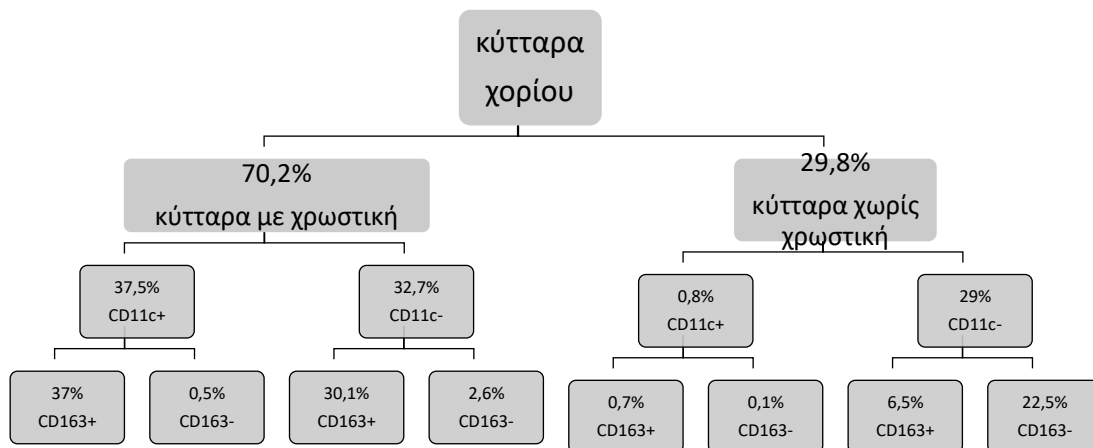 κύτταρα
χορίου
70,2%
κύτταρα με χρωστική
29,8%
κύτταρα χωρίς
χρωστική
37,5%
CD11c+
32,7%
CD11c-
0,8%
CD11c+
29%
CD11c-
37%
CD163+
0,5%
CD163-
30,1%
CD163+
2,6%
CD163-
0,7%
CD163+
0,1%
CD163-
6,5%
CD163+
22,5%
CD163-